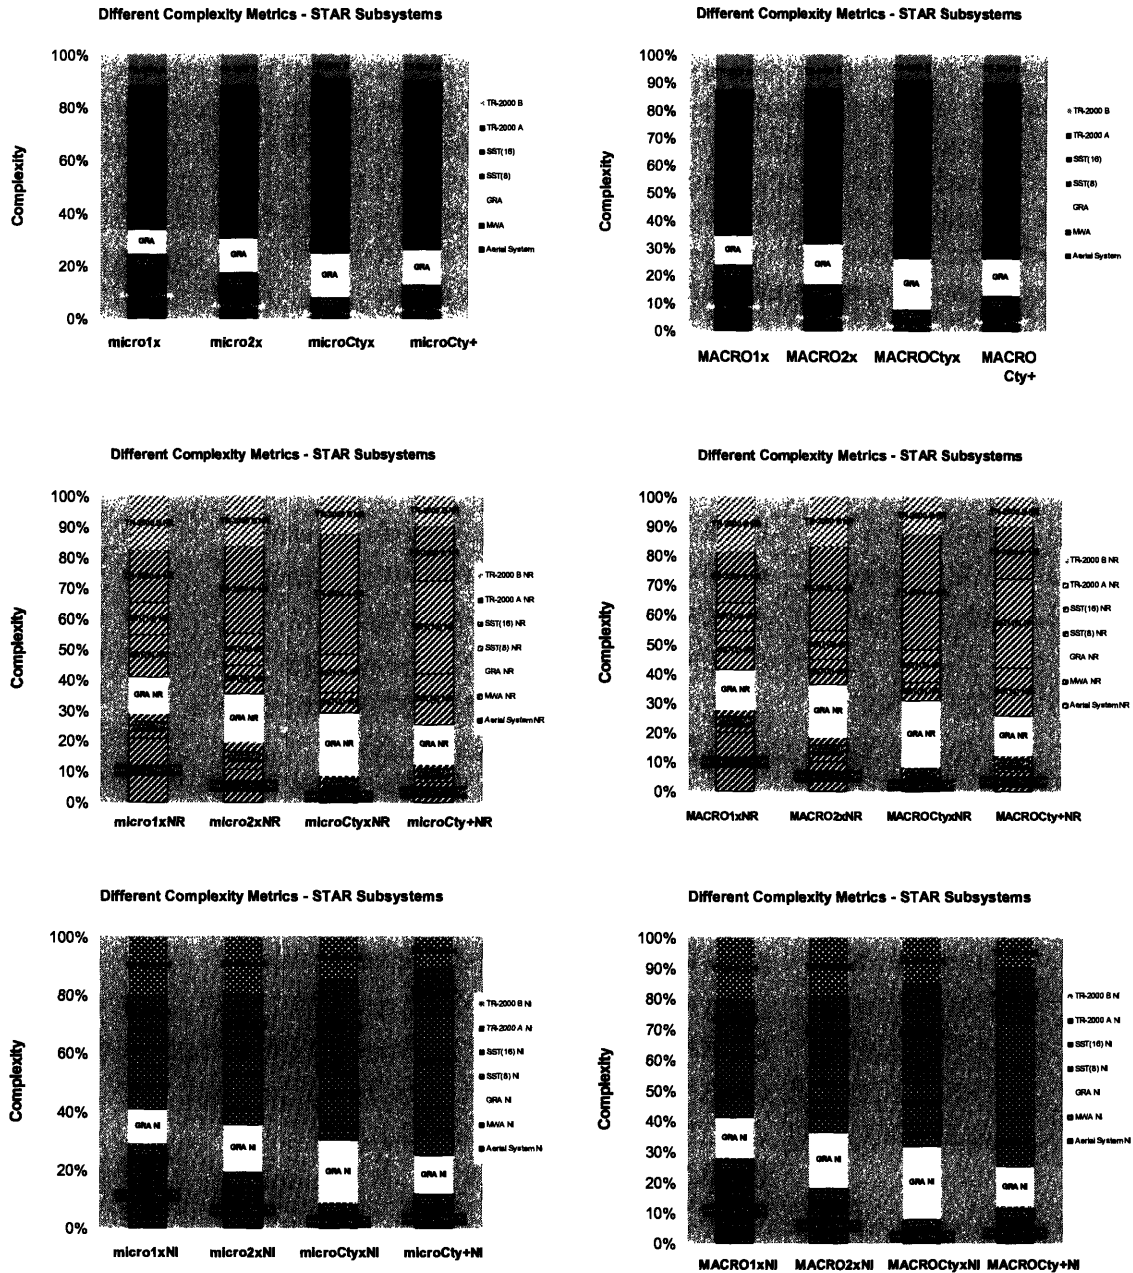 Different Complexity Metrics - STAR Subsystems
Complexity
100%
80%
60%
40%
20%
0%
GRA
GRA
GRA
GRA
micro1x
micro2x
microCtyx
microCty+
TR-2000 B
TR-2000 A
SST(16)
SST(8)
GRA
MWA
Aerial System
Different Complexity Metrics - STAR Subsystems
Complexity
100%
90%
80%
70%
60%
50%
40%
30%
20%
10%
0%
GRA
GRA
GRA
GRA
MACRO1x
MACRO2x
MACROCtyx
MACRO
Cty+
TR-2000 B
TR-2000 A
SST(16)
SST(8)
GRA
MWA
Aerial System
Different Complexity Metrics - STAR Subsystems
Complexity
100%
90%
80%
70%
60%
50%
40%
30%
20%
10%
0%
GRA NR
GRA NR
GRA NR
GRA NR
micro1xNR
micro2xNR
microCtyxNR
microCty+NR
TR-2000 B NR
TR-2000 A NR
SST(16) NR
SST(8) NR
GRA NR
MWA NR
Aerial System NR
Different Complexity Metrics - STAR Subsystems
Complexity
100%
90%
80%
70%
60%
50%
40%
30%
20%
10%
0%
GRA NR
GRA NR
GRA NR
GRA NR
MACRO1xNR
MACRO2xNR
MACROCtyxNR
MACROCty+NR
TR-2000 B NR
TR-2000 A NR
SST(16) NR
SST(8) NR
GRA NR
MWA NR
Aerial System NR
Different Complexity Metrics - STAR Subsystems
Complexity
100%
80%
60%
40%
20%
0%
GRA NI
GRA NI
GRA NI
GRA NI
micro1xNI
micro2xNI
microCtyxNI
microCty+NI
TR-2000 B NI
TR-2000 A NI
SST(16) NI
SST(8) NI
GRA NI
MWA NI
Aerial System NI
Different Complexity Metrics - STAR Subsystems
Complexity
100%
90%
80%
70%
60%
50%
40%
30%
20%
10%
0%
GRA NI
GRA NI
GRA NI
GRA NI
MACRO1xNI
MACRO2xNI
MACROCtyxNI
MACROCty+NI
TR-2000 B NI
TR-2000 A NI
SST(16) NI
SST(8) NI
GRA NI
MWA NI
Aerial System NI